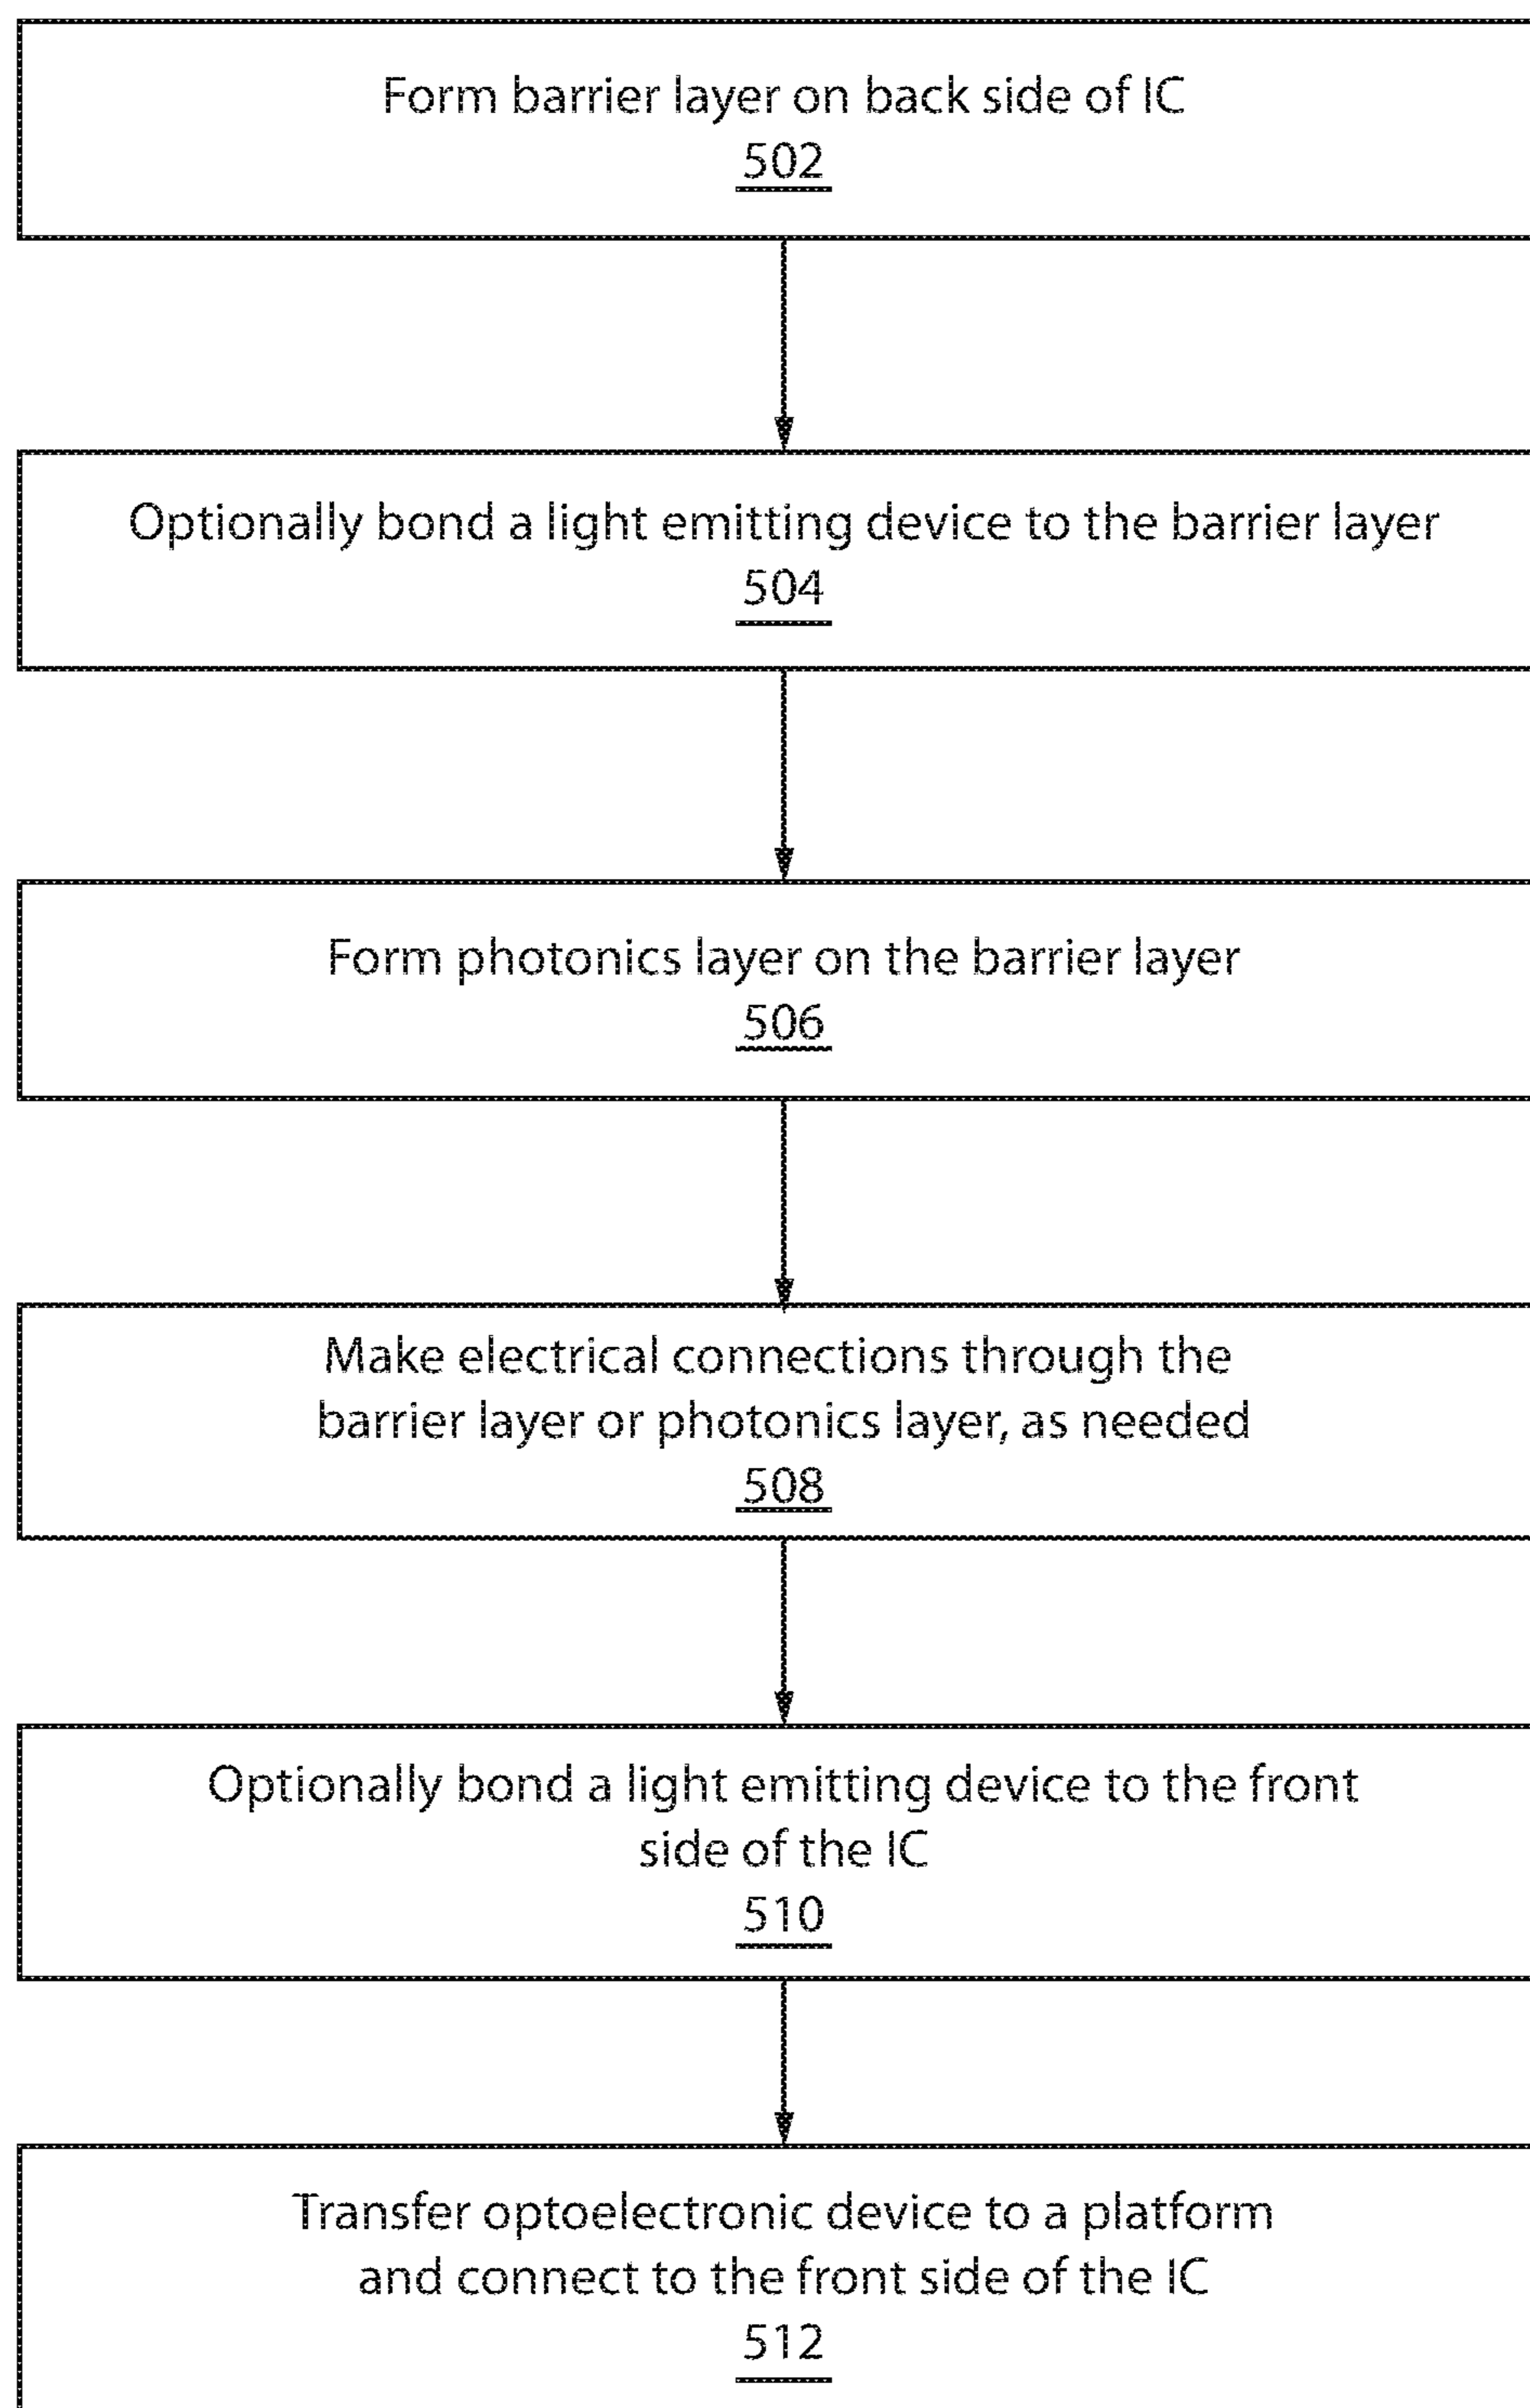 Form barrier layer on back side of IC
502
Optionally bond a light emitting device to the barrier layer
504
Form photonics layer on the barrier layer
506
Make electrical connections through the
barrier layer or photonics layer, as needed
508
Optionally bond a light emitting device to the front
side of the IC
510
Transfer optoelectronic device to a platform
and connect to the front side of the IC
512